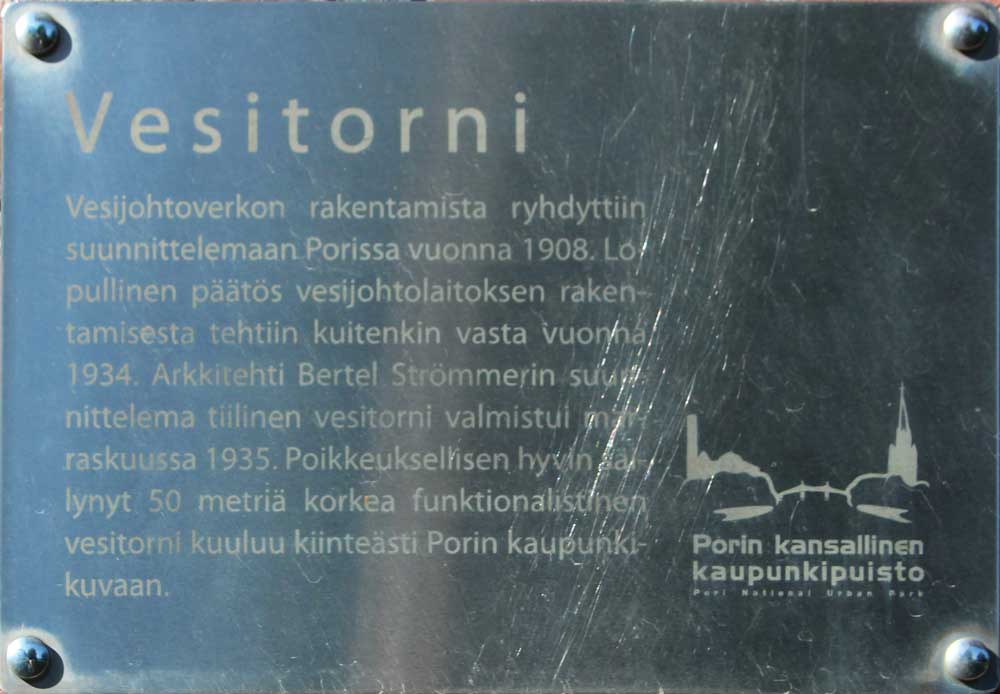 Vesitorni
Vesijohtoverkon rakentamista ryhdyttiin
suunnittelemaan Porissa vuonna 1908. Lo-
pullinen päätös vesijohtolaitoksen raken-
tamisesta tehtiin kuitenkin vasta vuonna
1934. Arkkitehti Bertel Strömmerin suun-
nittelema tiilinen vesitorni valmistui mar-
raskuussa 1935. Poikkeuksellisen hyvin säi-
lynyt 50 metriä korkea funktionalistinen
vesitorni kuuluu kiinteästi Porin kaupunki-
kuvaan.
Porin kansallinen
kaupunkipuisto
Pori National Urban Park